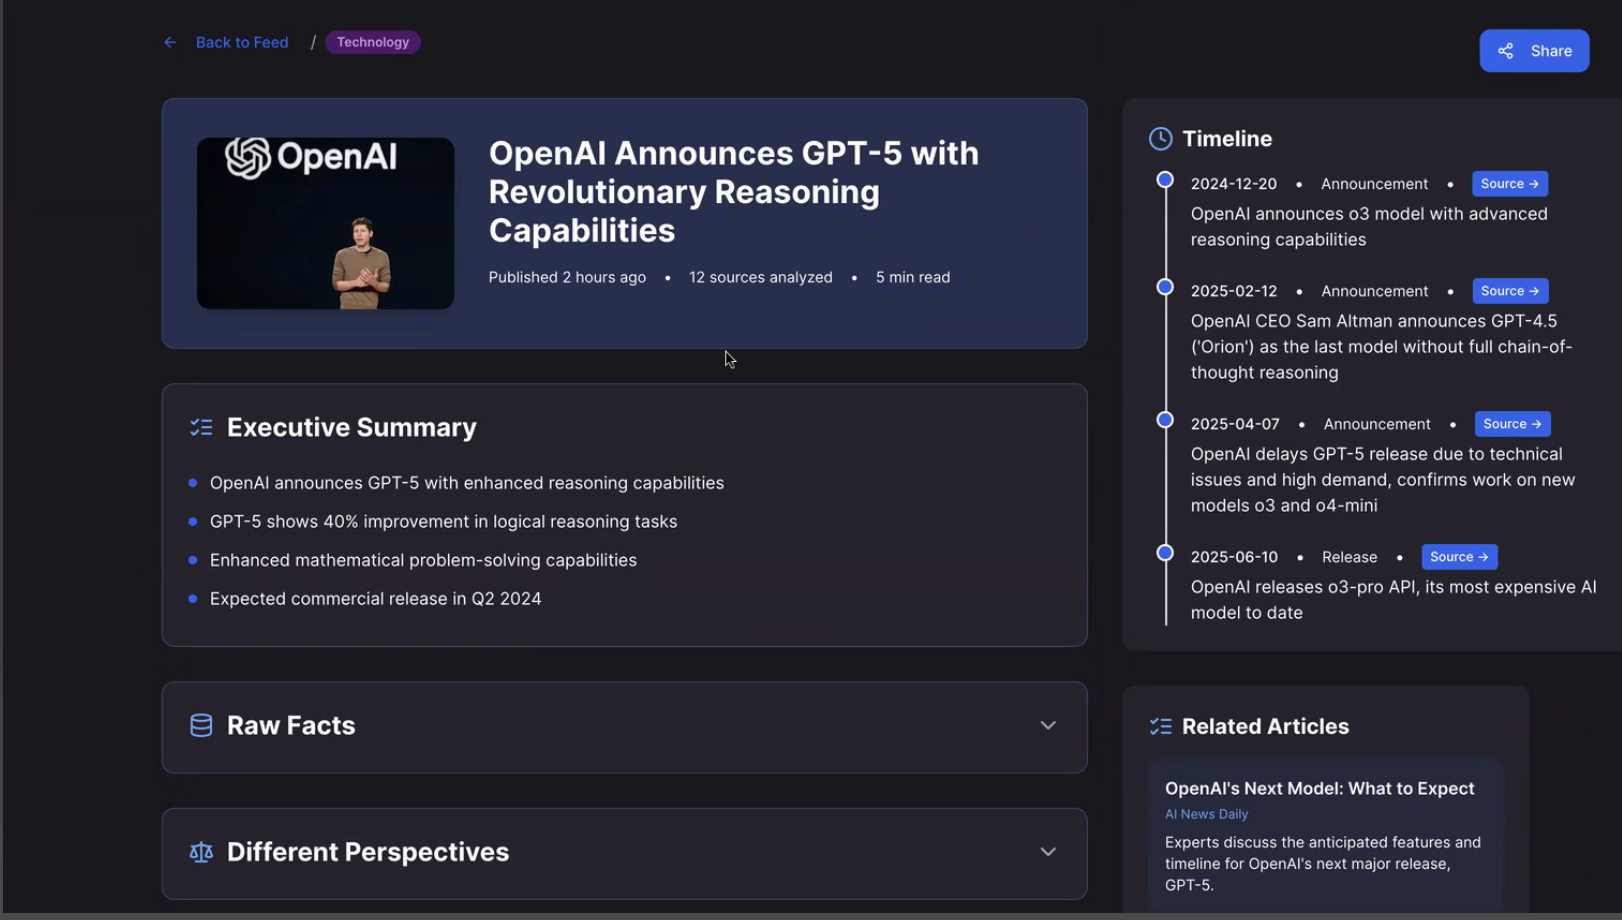 ← Back to Feed / Technology
Share
OpenAI
OpenAI Announces GPT-5 with
Revolutionary Reasoning
Capabilities
Published 2 hours ago • 12 sources analyzed • 5 min read
Executive Summary
• OpenAI announces GPT-5 with enhanced reasoning capabilities
• GPT-5 shows 40% improvement in logical reasoning tasks
• Enhanced mathematical problem-solving capabilities
• Expected commercial release in Q2 2024
Raw Facts
Different Perspectives
Timeline
2024-12-20 • Announcement • Source →
OpenAI announces o3 model with advanced
reasoning capabilities
2025-02-12 • Announcement • Source →
OpenAI CEO Sam Altman announces GPT-4.5
('Orion') as the last model without full chain-of-
thought reasoning
2025-04-07 • Announcement • Source →
OpenAI delays GPT-5 release due to technical
issues and high demand, confirms work on new
models o3 and o4-mini
2025-06-10 • Release • Source →
OpenAI releases o3-pro API, its most expensive AI
model to date
Related Articles
OpenAI's Next Model: What to Expect
AI News Daily
Experts discuss the anticipated features and
timeline for OpenAI's next major release,
GPT-5.